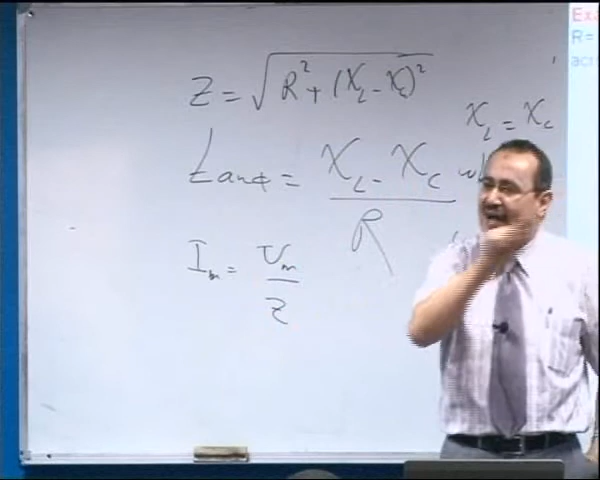 Z = √R² + (X_L - X_C)²
X_L = X_C
tanφ = X_L - X_C / R
I_m = V_m / Z
R=